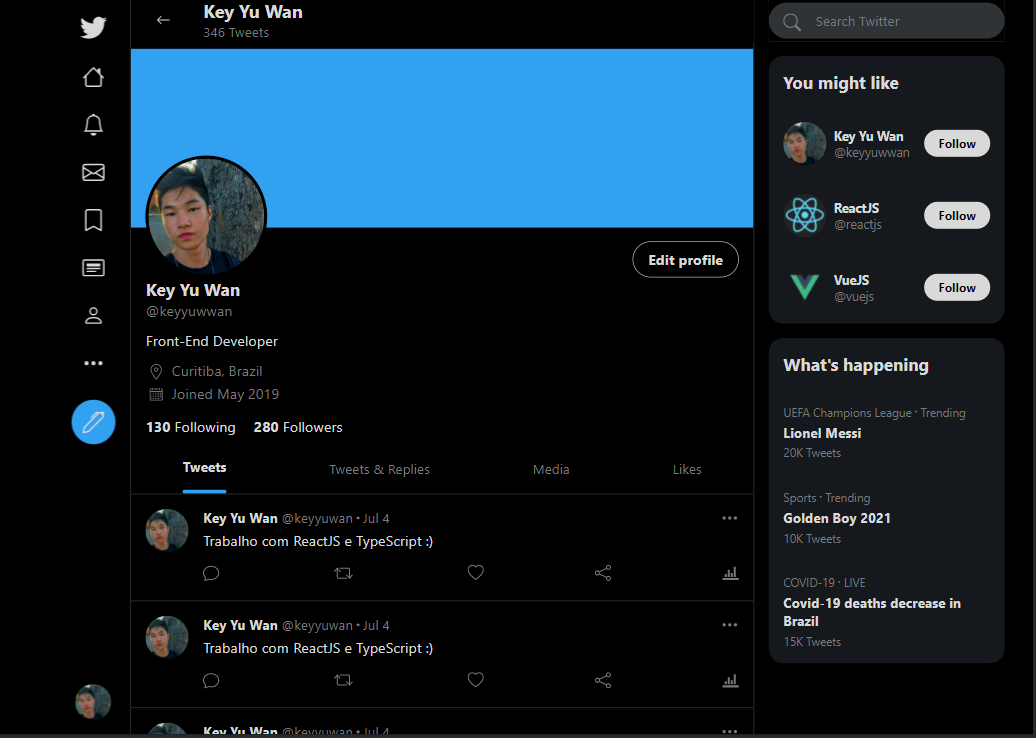 Key Yu Wan
346 Tweets
Edit profile
Key Yu Wan
@keyyuwwan
Front-End Developer
Curitiba, Brazil
Joined May 2019
130 Following 280 Followers
Tweets Tweets & Replies Media Likes
Key Yu Wan @keyyuwan • Jul 4
Trabalho com ReactJS e TypeScript :)
Key Yu Wan @keyyuwan • Jul 4
Trabalho com ReactJS e TypeScript :)
Key Yu Wan @keyyuwan • Jul 4
Search Twitter
You might like
Key Yu Wan
@keyyuwwan
Follow
ReactJS
@reactjs
Follow
VueJS
@vuejs
Follow
What's happening
UEFA Champions League • Trending
Lionel Messi
20K Tweets
Sports • Trending
Golden Boy 2021
10K Tweets
COVID-19 • LIVE
Covid-19 deaths decrease in
Brazil
15K Tweets